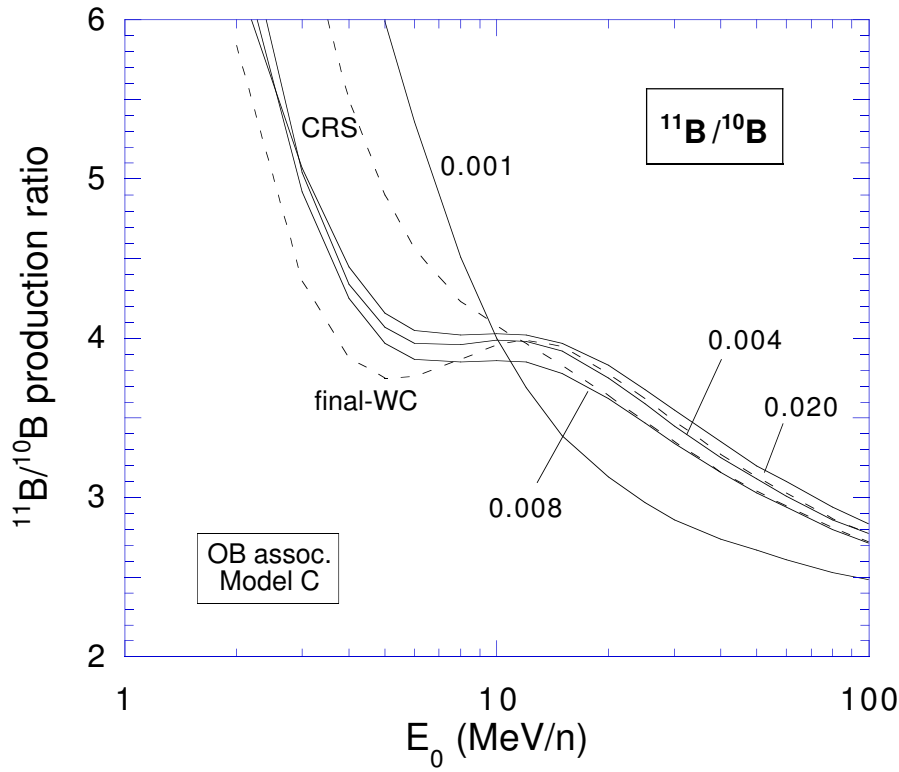 6
5
4
3
2
1
10
100
¹¹B/¹⁰B production ratio
E₀ (MeV/n)
¹¹B/¹⁰B
CRS
0.001
0.004
0.020
final-WC
0.008
OB assoc.
Model C